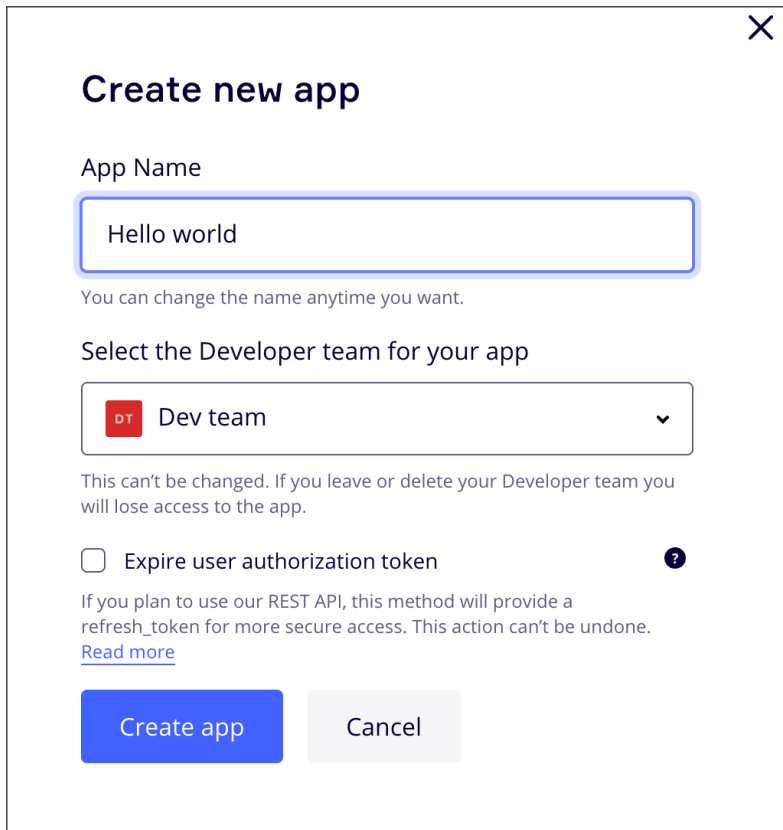 Create new app
App Name
Hello world
You can change the name anytime you want.
Select the Developer team for your app
DT Dev team
This can’t be changed. If you leave or delete your Developer team you
will lose access to the app.
Expire user authorization token ?
If you plan to use our REST API, this method will provide a
refresh_token for more secure access. This action can’t be undone.
Read more
Create app Cancel